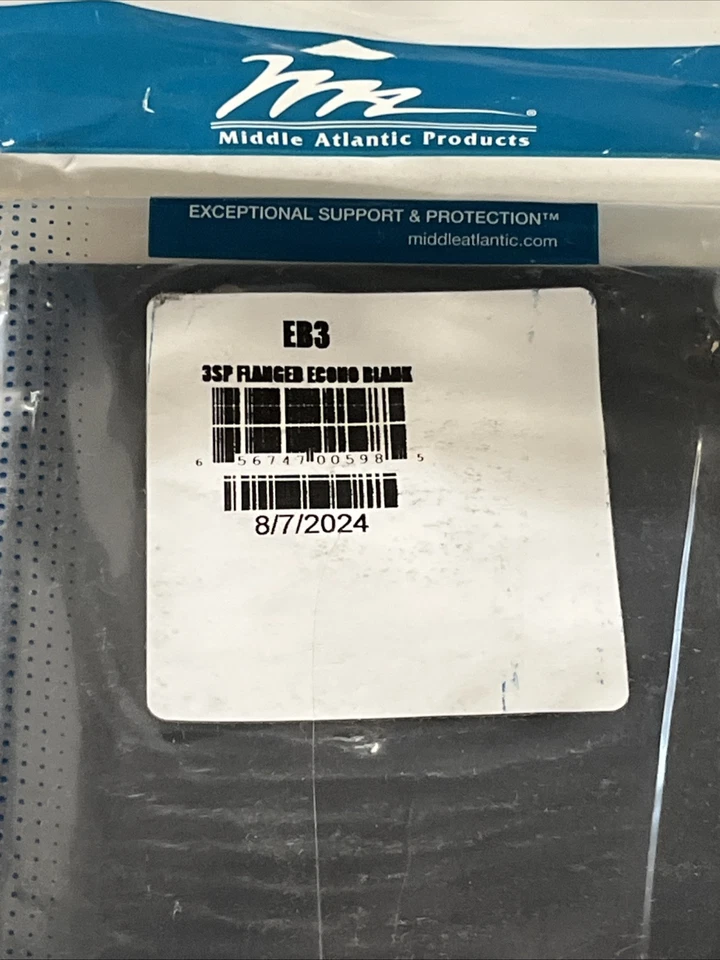 Middle Atlantic Products
EXCEPTIONAL SUPPORT & PROTECTION™
middleatlantic.com
EB3
3SP FLANGED ECONO BLANK
6 56747 00598 5
8/7/2024